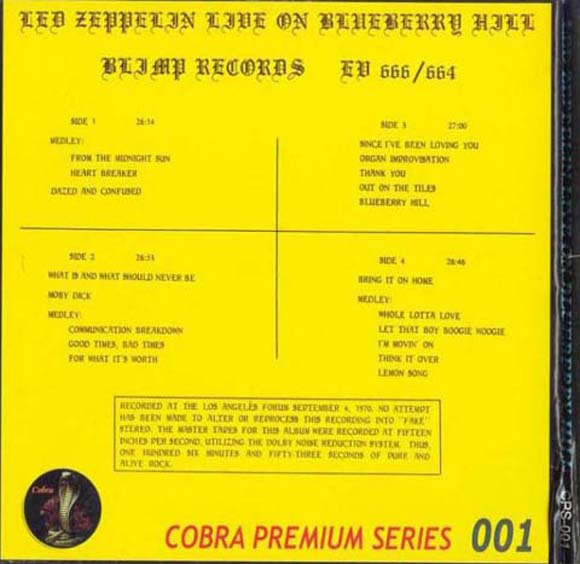 LED ZEPPELIN LIVE ON BLUEBERRY HILL
BLIMP RECORDS EV 666/664
SIDE 1 26:14
MEDLEY:
FROM THE MIDNIGHT SUN
HEART BREAKER
DAZED AND CONFUSED
SIDE 3 27:00
SINCE I'VE BEEN LOVING YOU
ORGAN IMPROVISATION
THANK YOU
OUT ON THE TILES
BLUEBERRY HILL
SIDE 2 26:53
WHAT IS AND WHAT SHOULD NEVER BE
MOBY DICK
MEDLEY:
COMMUNICATION BREAKDOWN
GOOD TIMES, BAD TIMES
FOR WHAT IT'S WORTH
SIDE 4 26:46
BRING IT ON HOME
MEDLEY:
WHOLE LOTTA LOVE
LET THAT BOY BOOGIE WOOGIE
I'M MOVIN' ON
THINK IT OVER
LEMON SONG
RECORDED AT THE LOS ANGELES FORUM SEPTEMBER 4, 1970. NO ATTEMPT
HAS BEEN MADE TO ALTER OR REPROCESS THIS RECORDING INTO "FAKE"
STEREO. THE MASTER TAPES FOR THIS ALBUM WERE RECORDED AT FIFTEEN
INCHES PER SECOND, UTILIZING THE DOLBY NOISE REDUCTION SYSTEM. THUS,
ONE HUNDRED SIX MINUTES AND FIFTY-THREE SECONDS OF PURE AND
ALIVE ROCK.
Cobra
COBRA PREMIUM SERIES 001
CPS-001